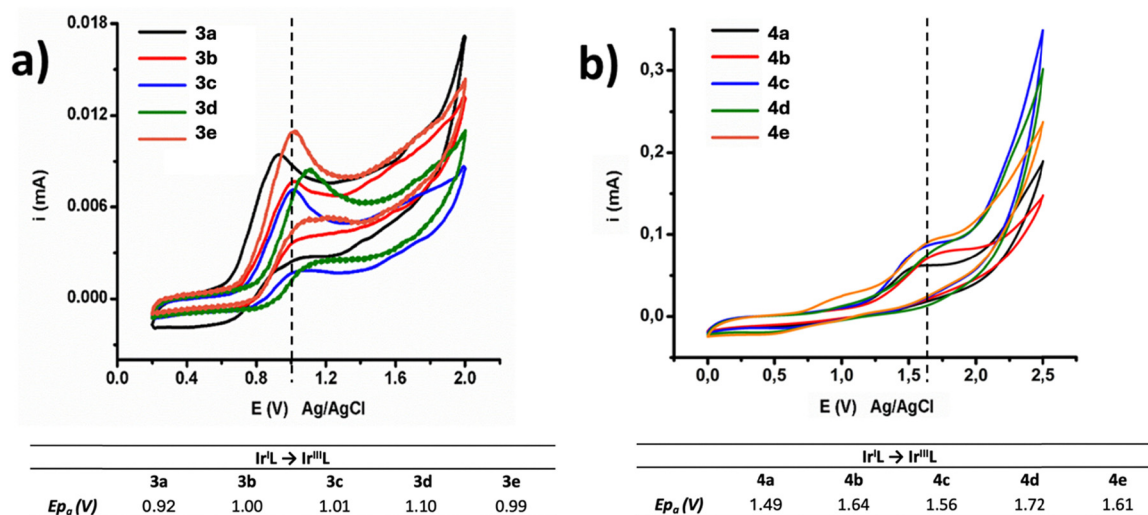 a)
3a
3b
3c
3d
3e
0.018
0.012
0.006
0.000
i (mA)
0.0 0.4 0.8 1.2 1.6 2.0
E (V) Ag/AgCl
IrᴵL → IrᴵᴵᴵL
3a 3b 3c 3d 3e
Epₐ (V) 0.92 1.00 1.01 1.10 0.99
b)
4a
4b
4c
4d
4e
0,3
0,2
0,1
0,0
i (mA)
0,0 0,5 1,0 1,5 2,0 2,5
E (V) Ag/AgCl
IrᴵL → IrᴵᴵᴵL
4a 4b 4c 4d 4e
Epₐ (V) 1.49 1.64 1.56 1.72 1.61